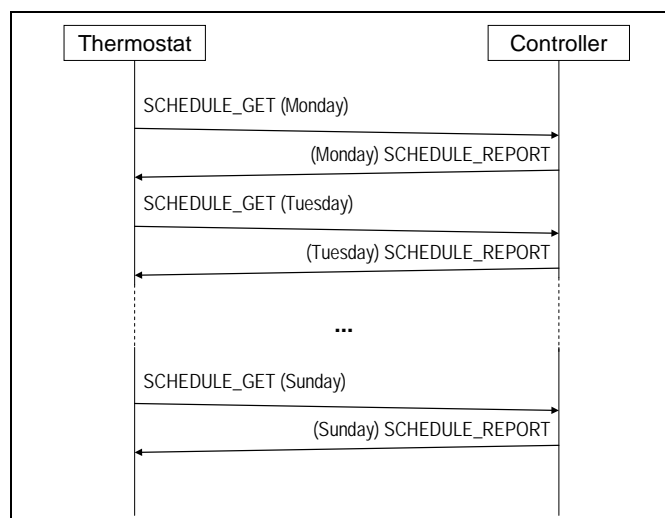 Thermostat
Controller
SCHEDULE_GET (Monday)
(Monday) SCHEDULE_REPORT
SCHEDULE_GET (Tuesday)
(Tuesday) SCHEDULE_REPORT
...
SCHEDULE_GET (Sunday)
(Sunday) SCHEDULE_REPORT